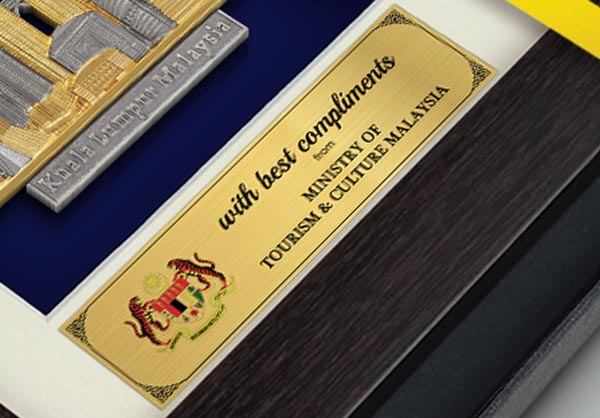 Kuala Lumpur Malaysia
with best compliments
from
MINISTRY OF
TOURISM & CULTURE MALAYSIA